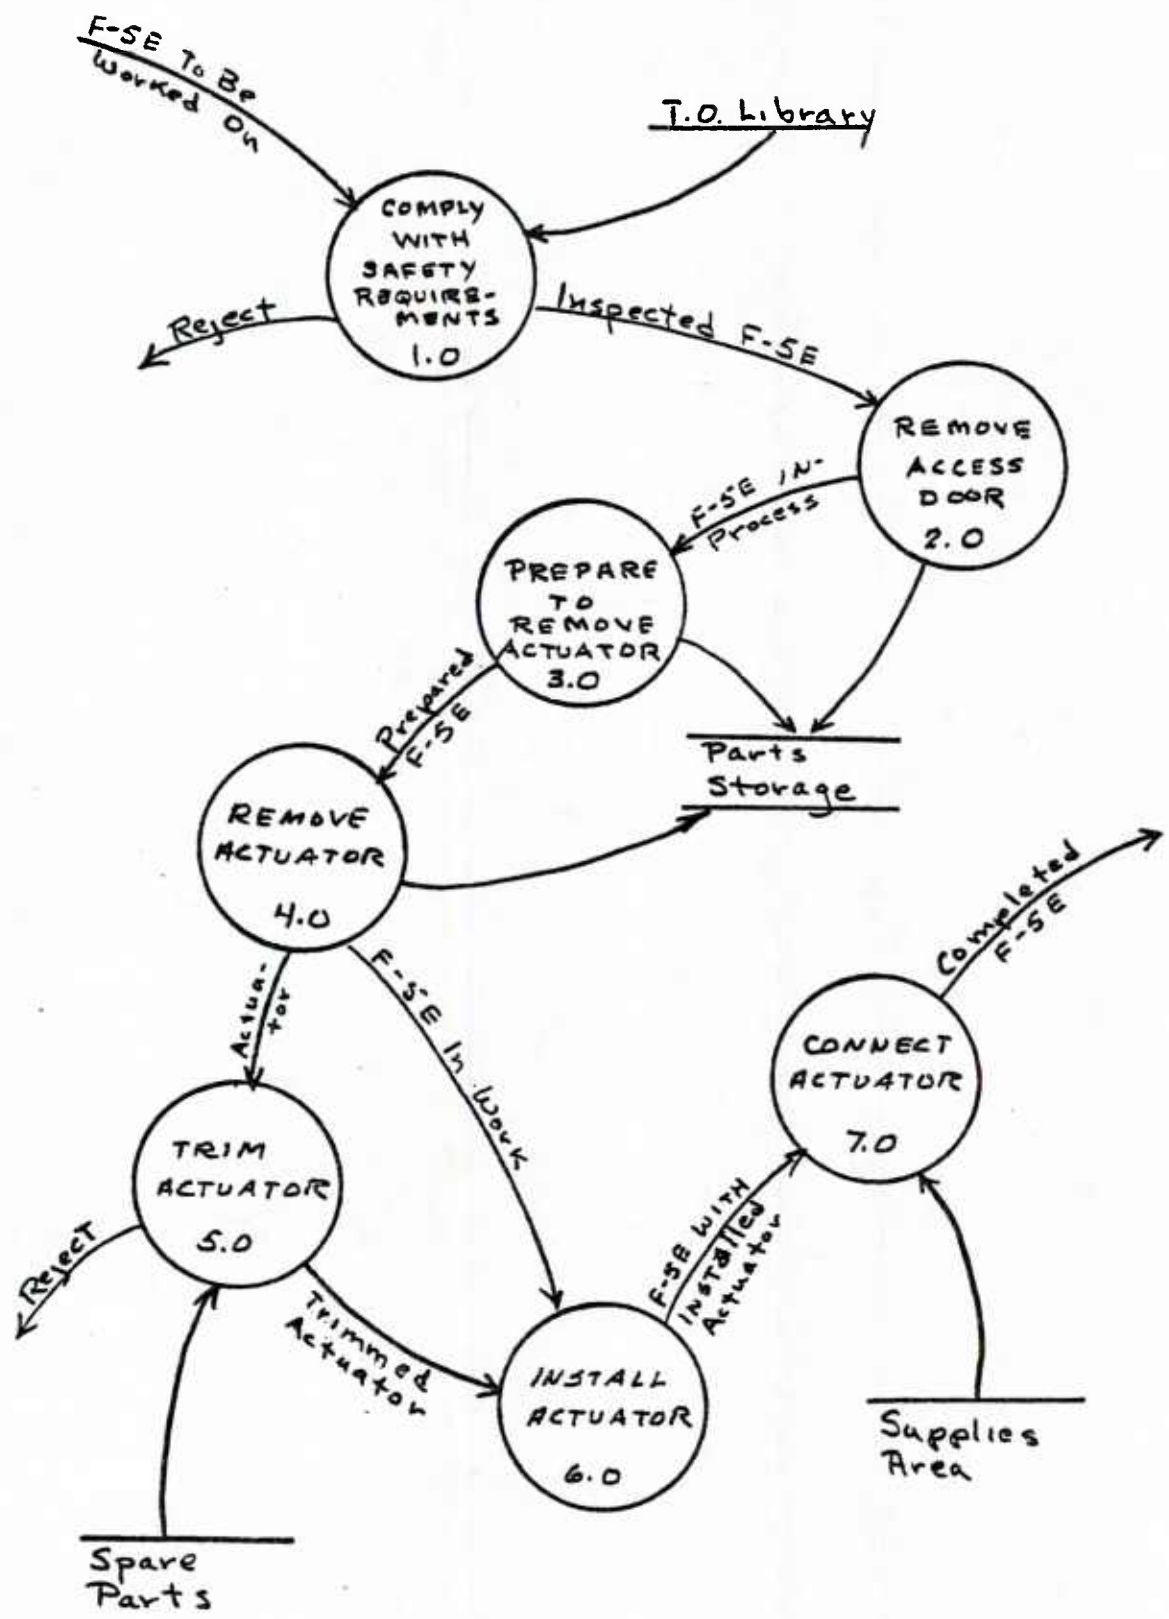 F-5E To Be
Worked On
T.O. Library
COMPLY
WITH
SAFETY
REQUIRE-
MENTS
1.0
Reject
Inspected F-5E
REMOVE
ACCESS
DOOR
2.0
F-5E IN-
Process
PREPARE
TO
REMOVE
ACTUATOR
3.0
Prepared
F-5E
Parts
Storage
REMOVE
ACTUATOR
4.0
Completed
F-5E
Actua-
tor
F-5E In Work
CONNECT
ACTUATOR
7.0
TRIM
ACTUATOR
5.0
Reject
Trimmed
Actuator
F-5E WITH
INSTAlled
Actuator
INSTALL
ACTUATOR
6.0
Supplies
Area
Spare
Parts